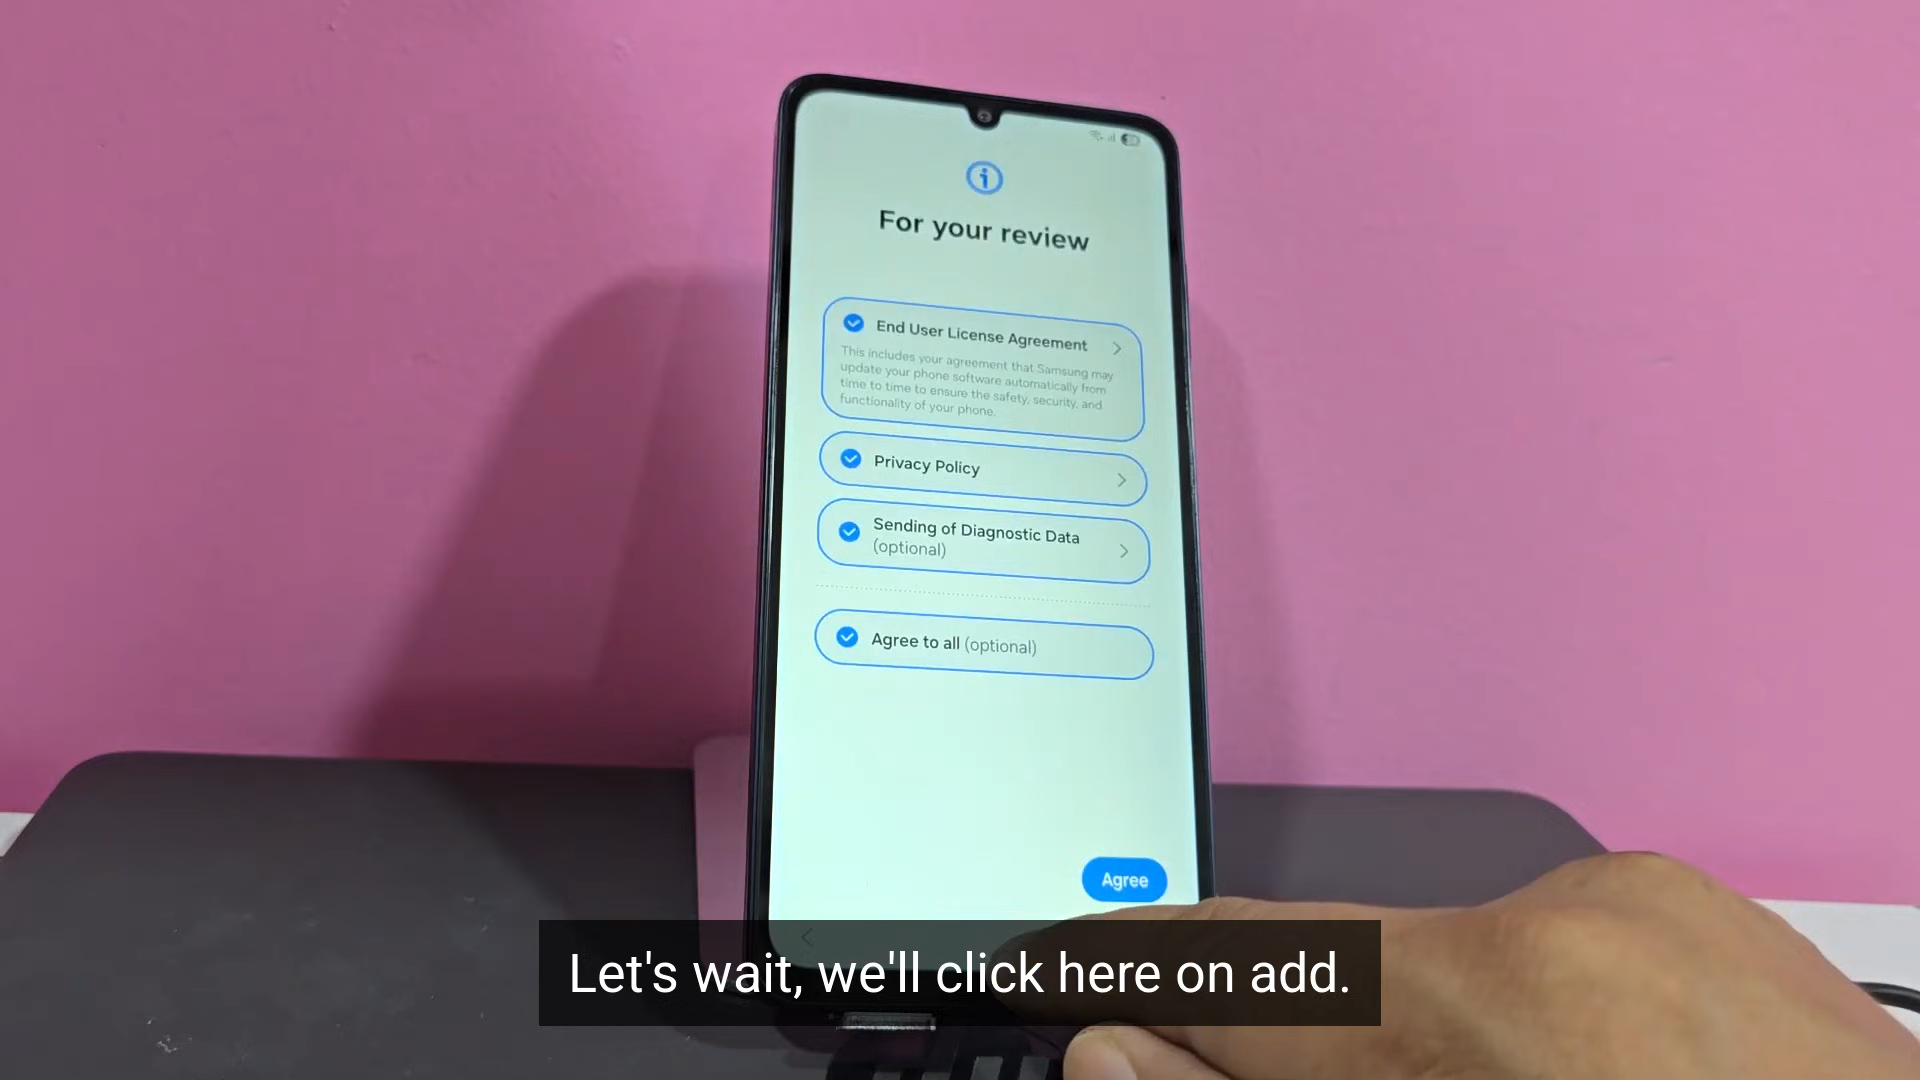 For your review
End User License Agreement
This includes your agreement that Samsung may
update your phone software automatically from
time to time to ensure the safety, security, and
functionality of your phone.
Privacy Policy
Sending of Diagnostic Data
(optional)
Agree to all (optional)
Agree
Let's wait, we'll click here on add.